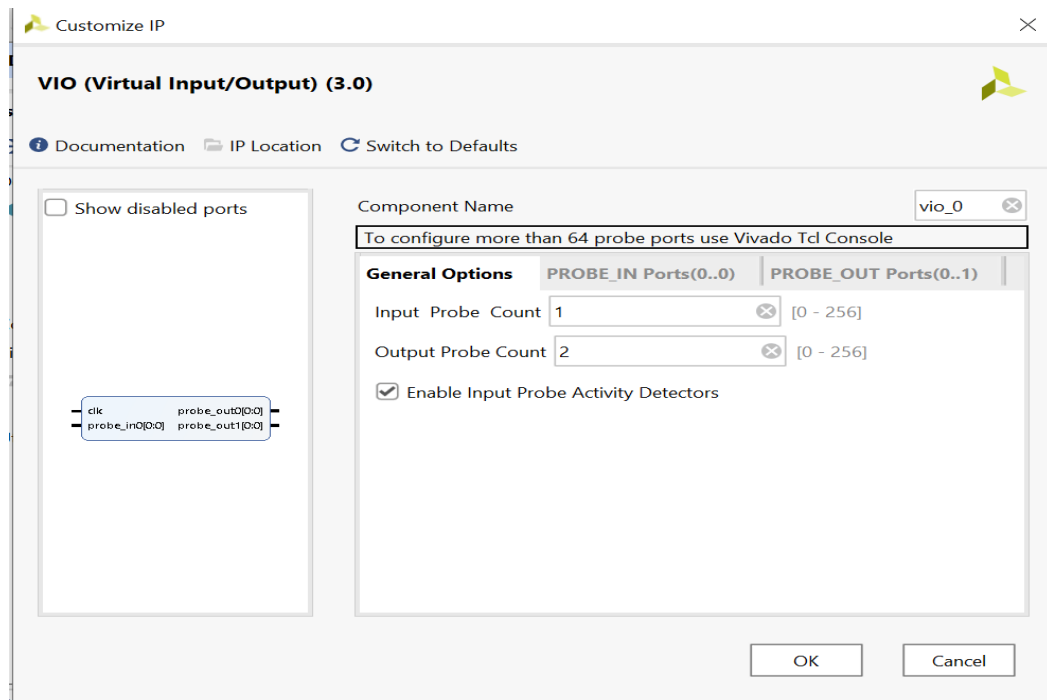 Customize IP
VIO (Virtual Input/Output) (3.0)
Documentation IP Location Switch to Defaults
Show disabled ports
clk probe_out0[0:0]
probe_in0[0:0] probe_out1[0:0]
Component Name vio_0
To configure more than 64 probe ports use Vivado Tcl Console
General Options PROBE_IN Ports(0..0) PROBE_OUT Ports(0..1)
Input Probe Count 1 [0 - 256]
Output Probe Count 2 [0 - 256]
Enable Input Probe Activity Detectors
OK Cancel